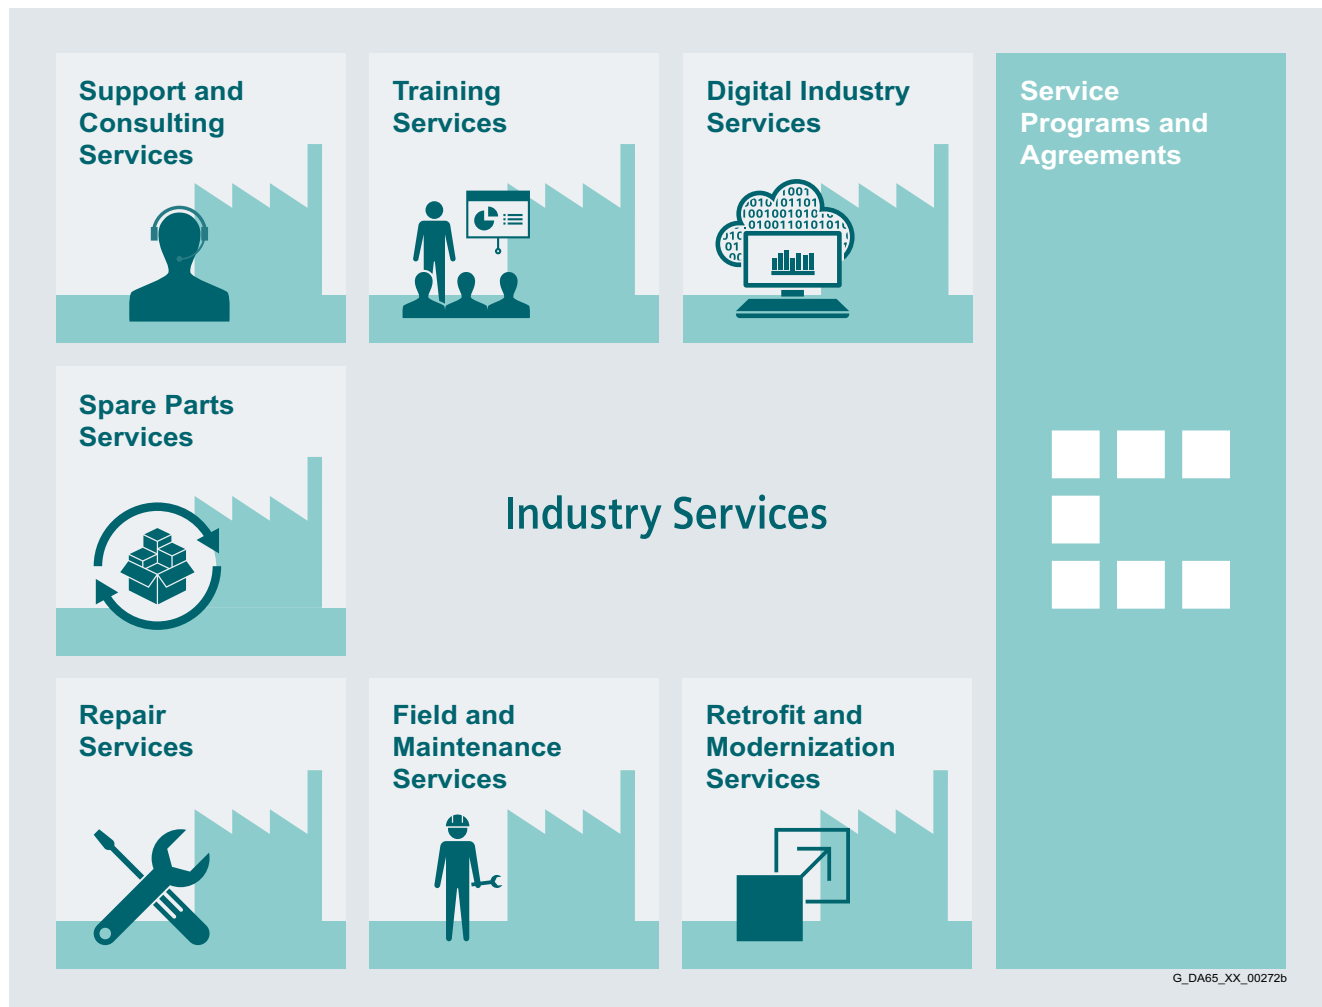 Support and
Consulting
Services
Training
Services
Digital Industry
Services
Service
Programs and
Agreements
Spare Parts
Services
Industry Services
Repair
Services
Field and
Maintenance
Services
Retrofit and
Modernization
Services
G_DA65_XX_00272b